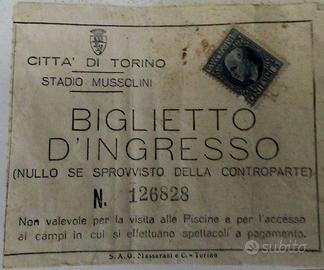 CITTA' DI TORINO
STADIO MUSSOLINI
BIGLIETTO
D'INGRESSO
(NULLO SE SPROVVISTO DELLA CONTROPARTE)
N. 126828
Non valevole per la visita alle Piscine e per l'accesso
ai campi in cui si effettuano spettacoli a pagamento.
S. A. G. Massarani e C. - Torino
subito